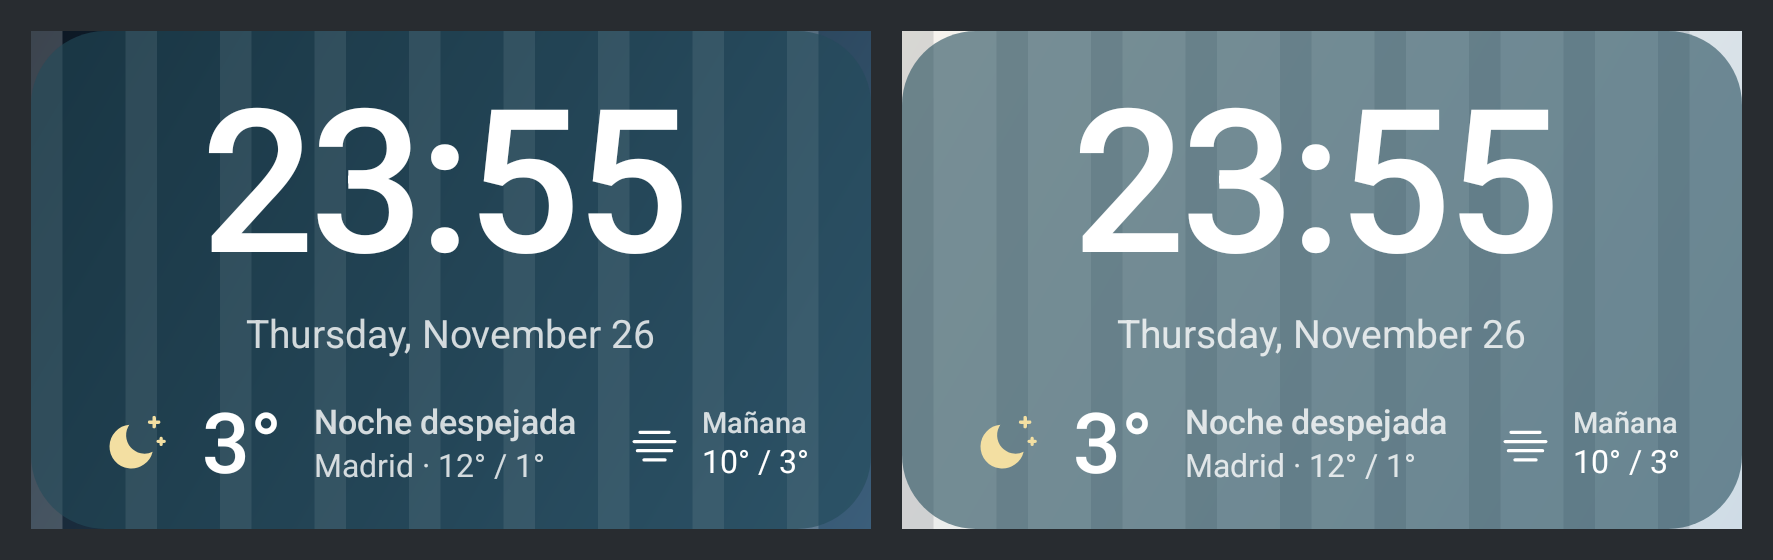 23:55
Thursday, November 26
3°
Noche despejada
Madrid · 12° / 1°
Mañana
10° / 3°
23:55
Thursday, November 26
3°
Noche despejada
Madrid · 12° / 1°
Mañana
10° / 3°